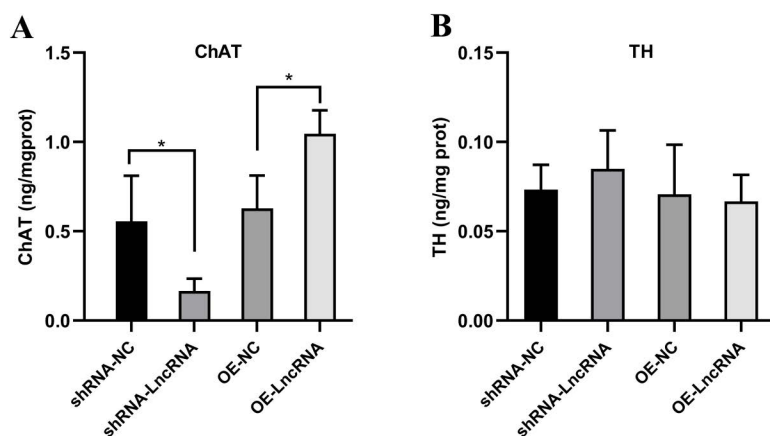 A
ChAT
ChAT (ng/mgprot)
1.5
1.0
0.5
0.0
*
*
shRNA-NC
shRNA-LncRNA
OE-NC
OE-LncRNA
B
TH
TH (ng/mg prot)
0.15
0.10
0.05
0.00
shRNA-NC
shRNA-LncRNA
OE-NC
OE-LncRNA